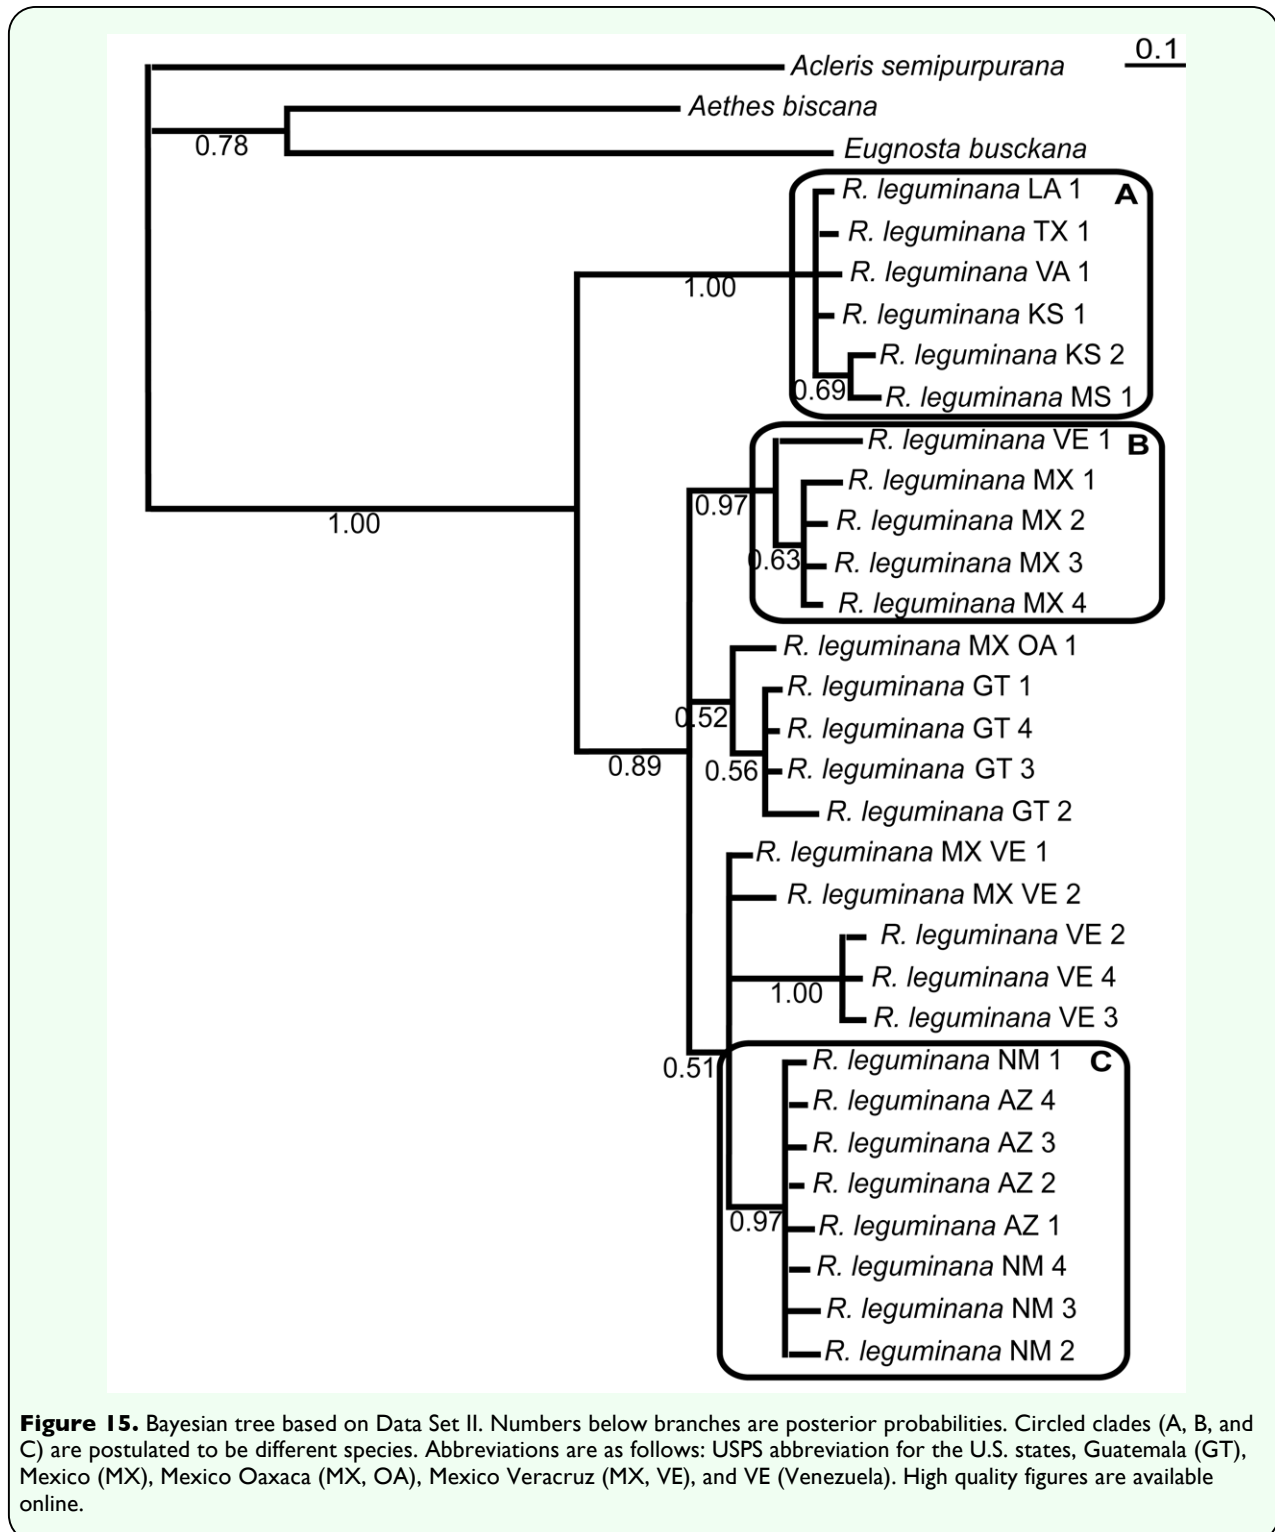 0.1
Acleris semipurpurana
Aethes biscana
0.78
Eugnosta busckana
R. leguminana LA 1 A
R. leguminana TX 1
R. leguminana VA 1
1.00
R. leguminana KS 1
R. leguminana KS 2
0.69
R. leguminana MS 1
R. leguminana VE 1 B
R. leguminana MX 1
0.97
R. leguminana MX 2
1.00
0.63
R. leguminana MX 3
R. leguminana MX 4
R. leguminana MX OA 1
R. leguminana GT 1
0.52
R. leguminana GT 4
0.89
0.56
R. leguminana GT 3
R. leguminana GT 2
R. leguminana MX VE 1
R. leguminana MX VE 2
R. leguminana VE 2
R. leguminana VE 4
1.00
R. leguminana VE 3
0.51
R. leguminana NM 1 C
R. leguminana AZ 4
R. leguminana AZ 3
R. leguminana AZ 2
0.97
R. leguminana AZ 1
R. leguminana NM 4
R. leguminana NM 3
R. leguminana NM 2
Figure 15. Bayesian tree based on Data Set II. Numbers below branches are posterior probabilities. Circled clades (A, B, and
C) are postulated to be different species. Abbreviations are as follows: USPS abbreviation for the U.S. states, Guatemala (GT),
Mexico (MX), Mexico Oaxaca (MX, OA), Mexico Veracruz (MX, VE), and VE (Venezuela). High quality figures are available
online.